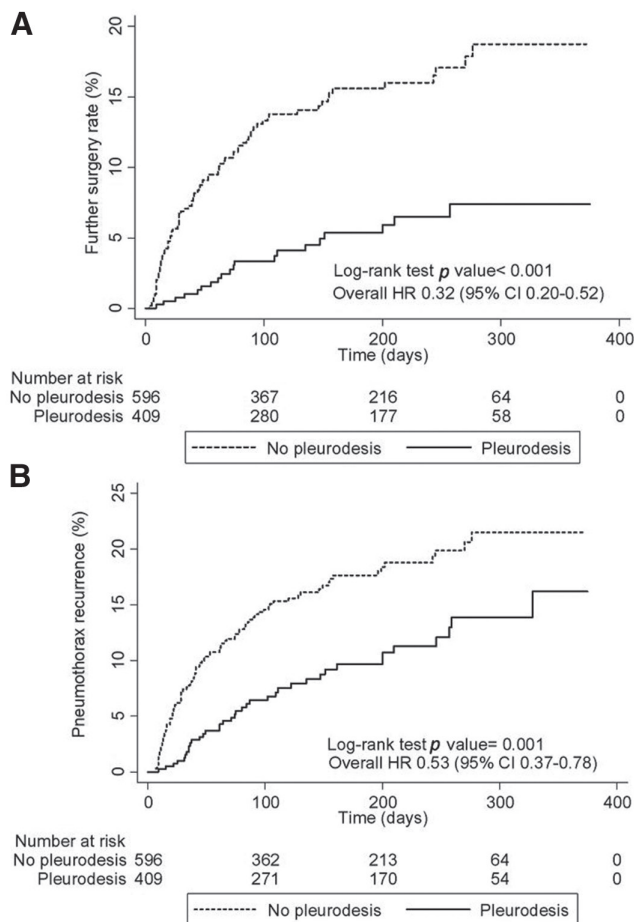 A
Further surgery rate (%)
20
15
10
5
0
Log-rank test p value< 0.001
Overall HR 0.32 (95% CI 0.20-0.52)
0 100 200 300 400
Time (days)
Number at risk
No pleurodesis 596 367 216 64 0
Pleurodesis 409 280 177 58 0
No pleurodesis Pleurodesis
B
Pneumothorax recurrence (%)
25
20
15
10
5
0
Log-rank test p value= 0.001
Overall HR 0.53 (95% CI 0.37-0.78)
0 100 200 300 400
Time (days)
Number at risk
No pleurodesis 596 362 213 64 0
Pleurodesis 409 271 170 54 0
No pleurodesis Pleurodesis